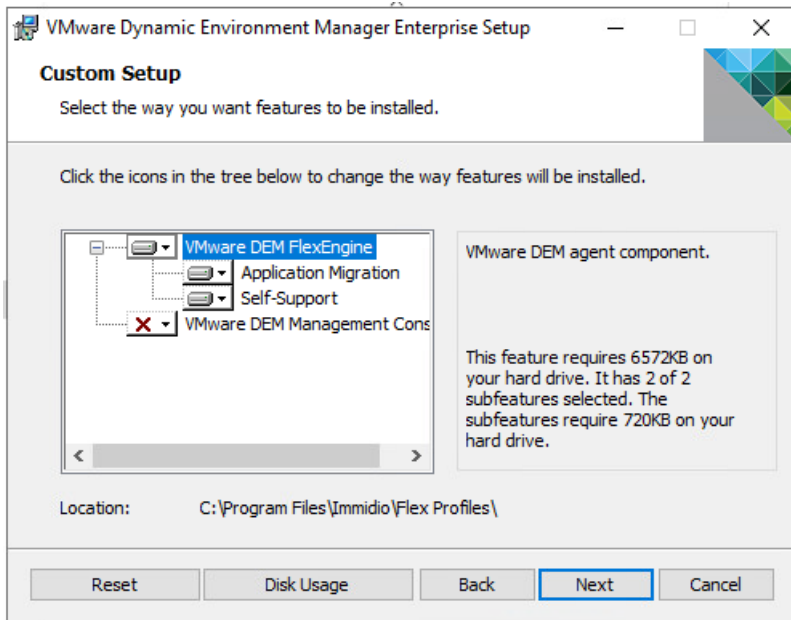 VMware Dynamic Environment Manager Enterprise Setup
Custom Setup
Select the way you want features to be installed.
Click the icons in the tree below to change the way features will be installed.
VMware DEM FlexEngine
Application Migration
Self-Support
VMware DEM Management Cons
VMware DEM agent component.
This feature requires 6572KB on
your hard drive. It has 2 of 2
subfeatures selected. The
subfeatures require 720KB on your
hard drive.
Location: C:\Program Files\Immidio\Flex Profiles\
Reset Disk Usage Back Next Cancel